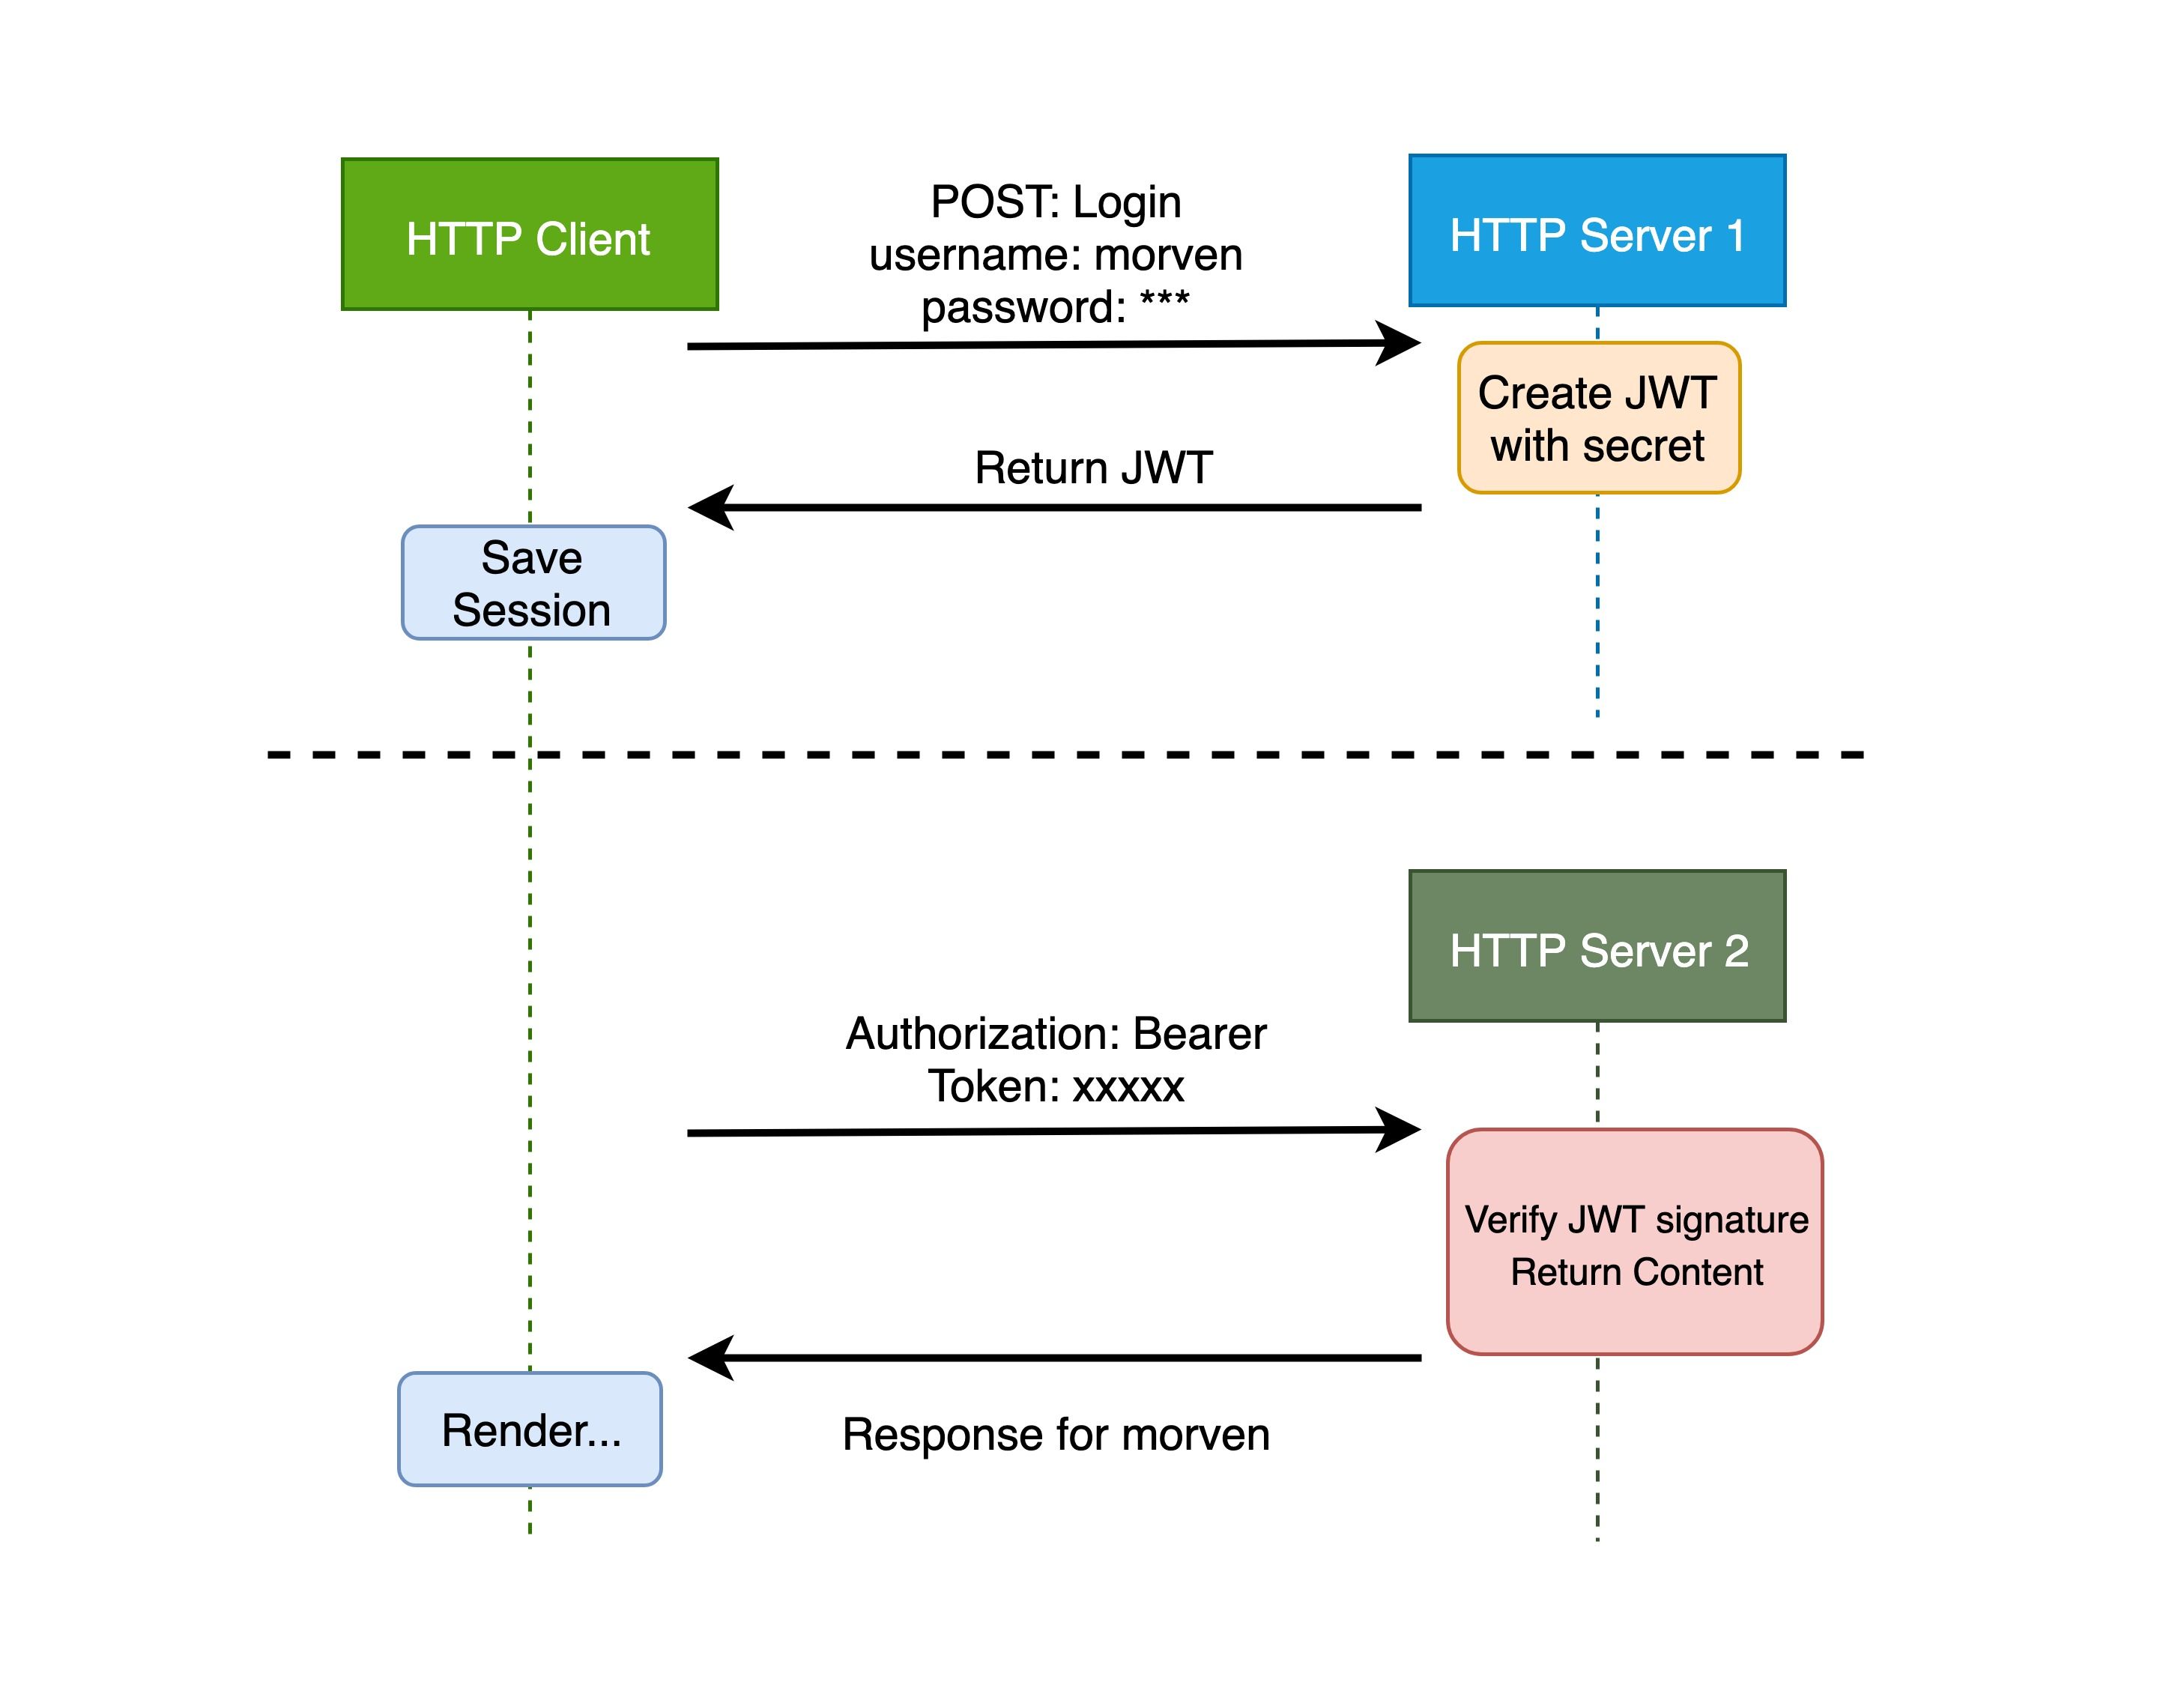 HTTP Client
POST: Login
username: morven
password: ***
HTTP Server 1
Create JWT
with secret
Return JWT
Save
Session
HTTP Server 2
Authorization: Bearer
Token: xxxxx
Verify JWT signature
Return Content
Render...
Response for morven